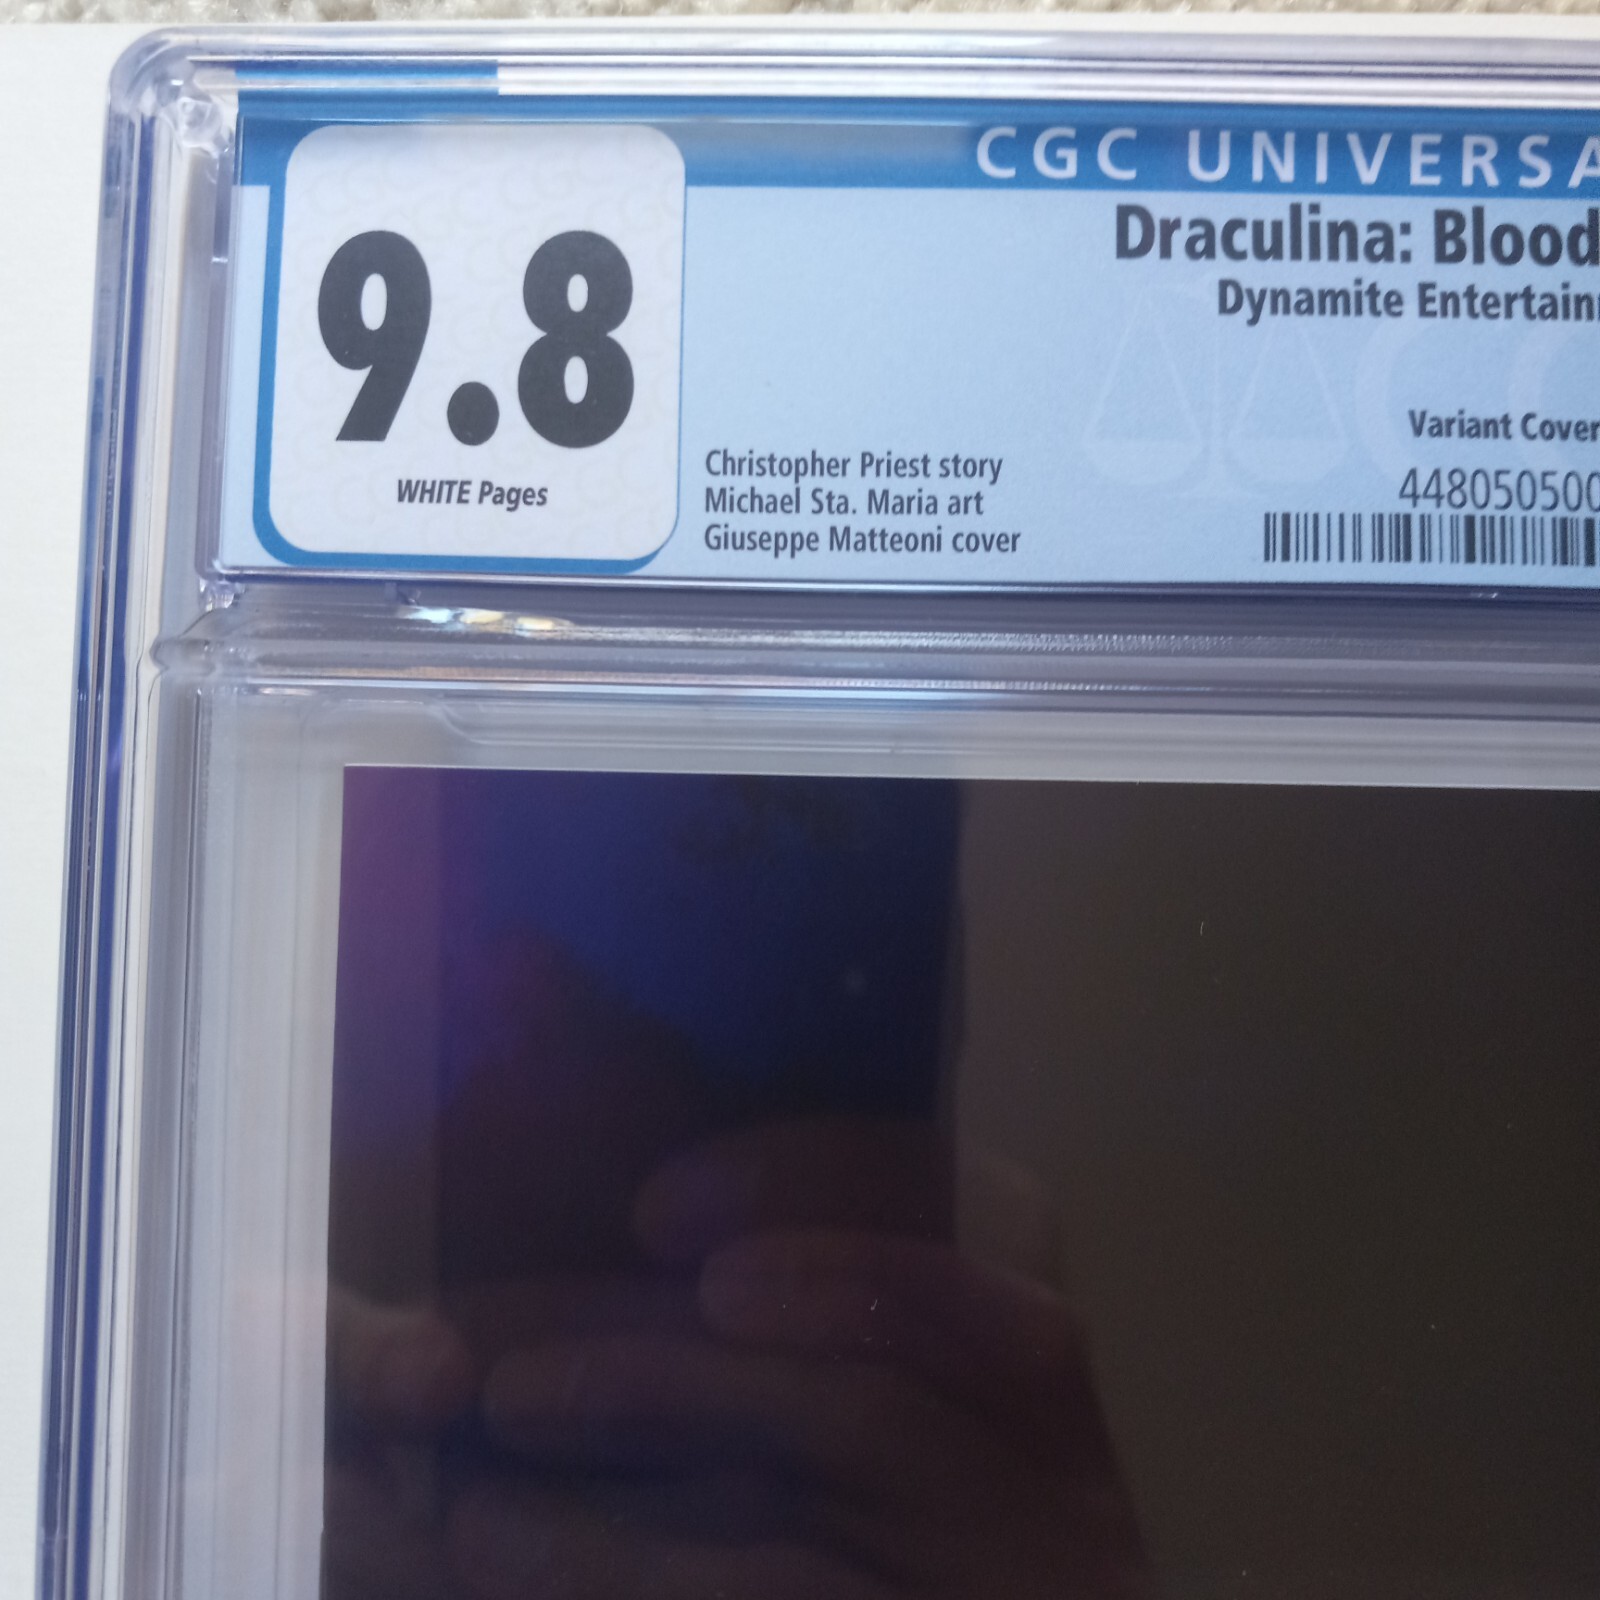 CGC UNIVERSA
Draculina: Blood
Dynamite Entertain
9.8
WHITE Pages
Variant Cover
Christopher Priest story
Michael Sta. Maria art
Giuseppe Matteoni cover
448050500